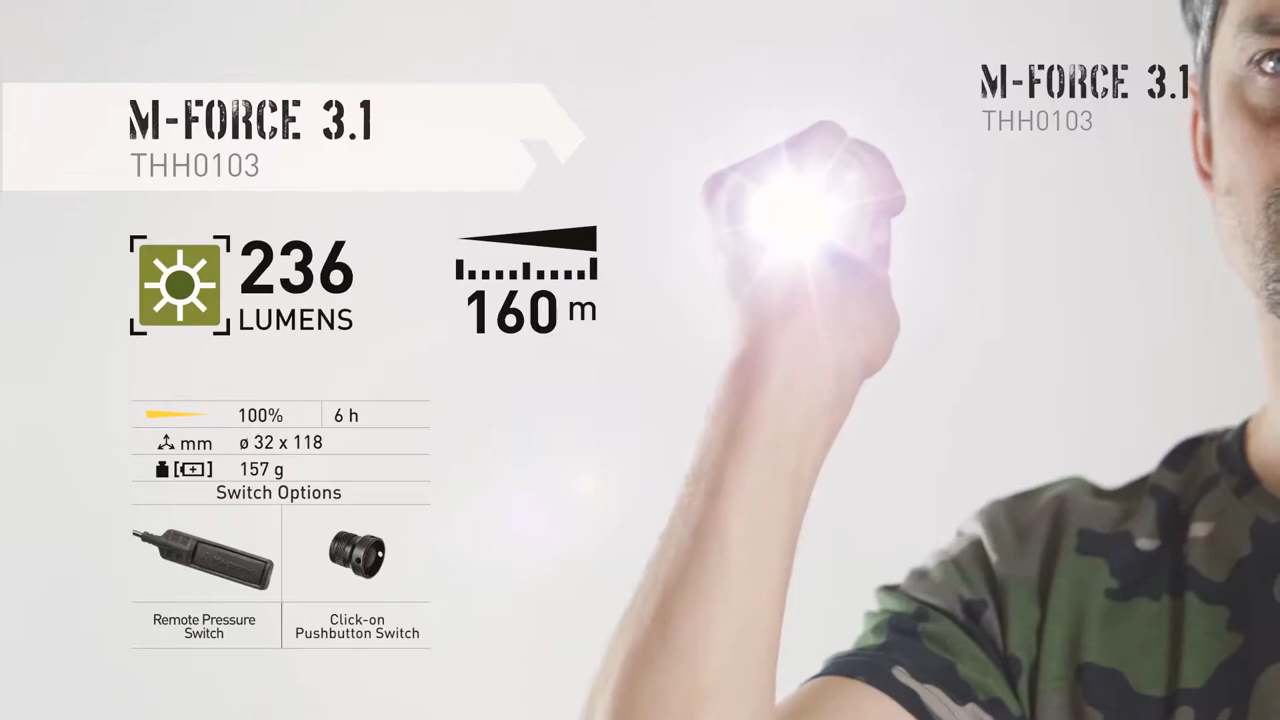 M-FORCE 3.1
THH0103
M-FORCE 3.1
THH0103
236
LUMENS
160 m
100% 6 h
mm ø 32 x 118
157 g
Switch Options
Remote Pressure
Switch
Click-on
Pushbutton Switch